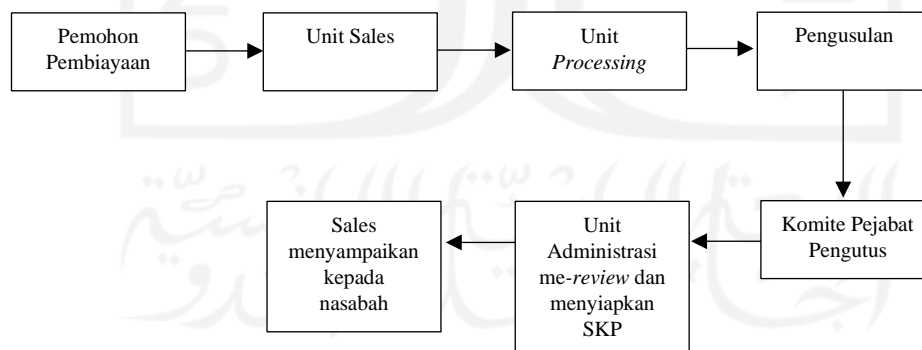 Pemohon
Pembiayaan
Unit Sales
Unit
Processing
Pengusulan
Komite Pejabat
Pengutus
Unit
Administrasi
me-review dan
menyiapkan
SKP
Sales
menyampaikan
kepada
nasabah